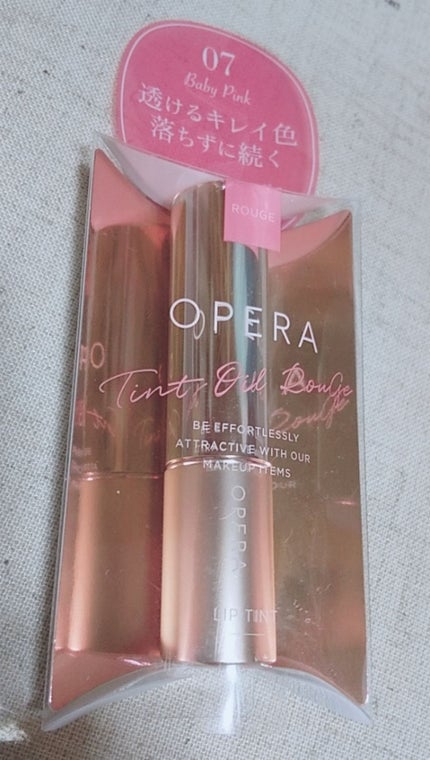 07
Baby Pink
透けるキレイ色
落ちずに続く
ROUGE
OPERA
Tint Oil Rouge
BE EFFORTLESSLY
ATTRACTIVE WITH OUR
MAKEUP ITEMS
OPERA
LIP TINT